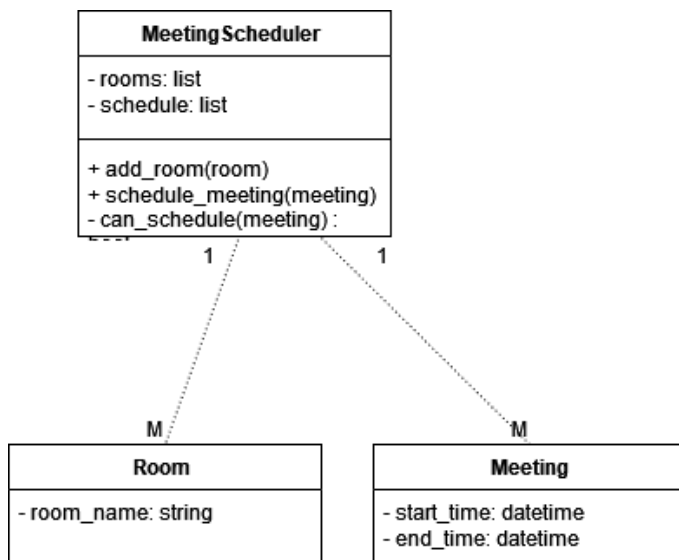 MeetingScheduler
- rooms: list
- schedule: list
+ add_room(room)
+ schedule_meeting(meeting)
- can_schedule(meeting) :
1
1
M
M
Room
Meeting
- room_name: string
- start_time: datetime
- end_time: datetime